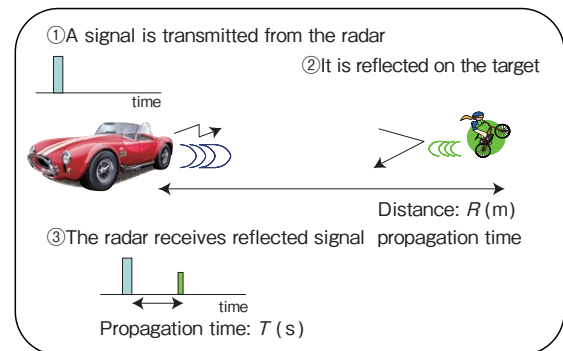 ①A signal is transmitted from the radar
②It is reflected on the target
time
Distance: R (m)
③The radar receives reflected signal propagation time
time
Propagation time: T (s)